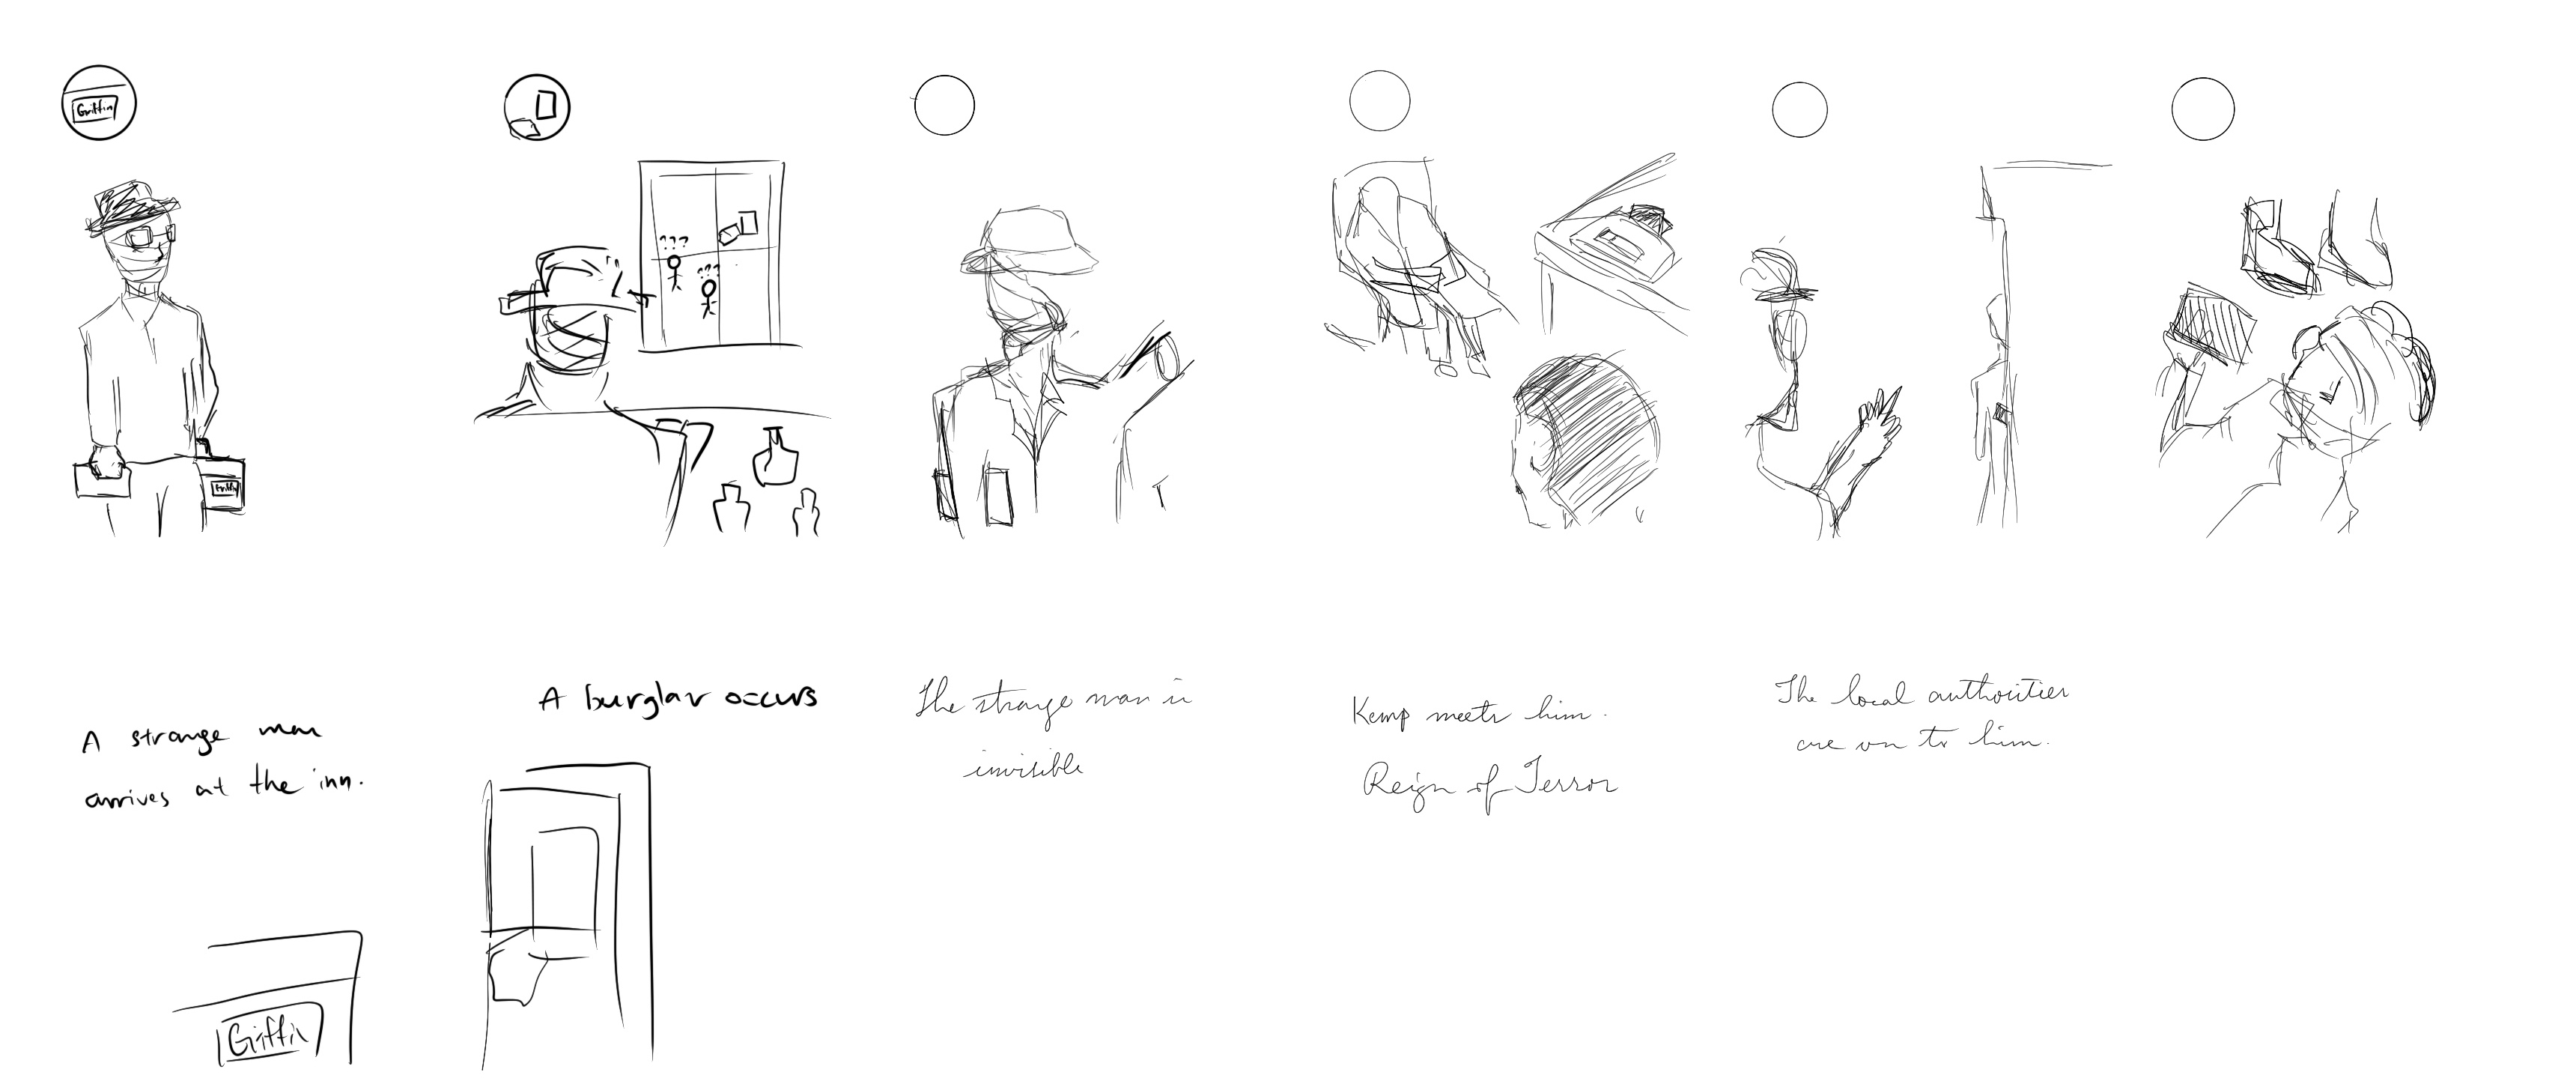 Griffin
Griffin
???
???
A strange man
arrives at the inn.
Griffin
A burglar occurs
The strange man is
invisible
Kemp meets him.
Reign of Terror
The local authorities
are on to him.